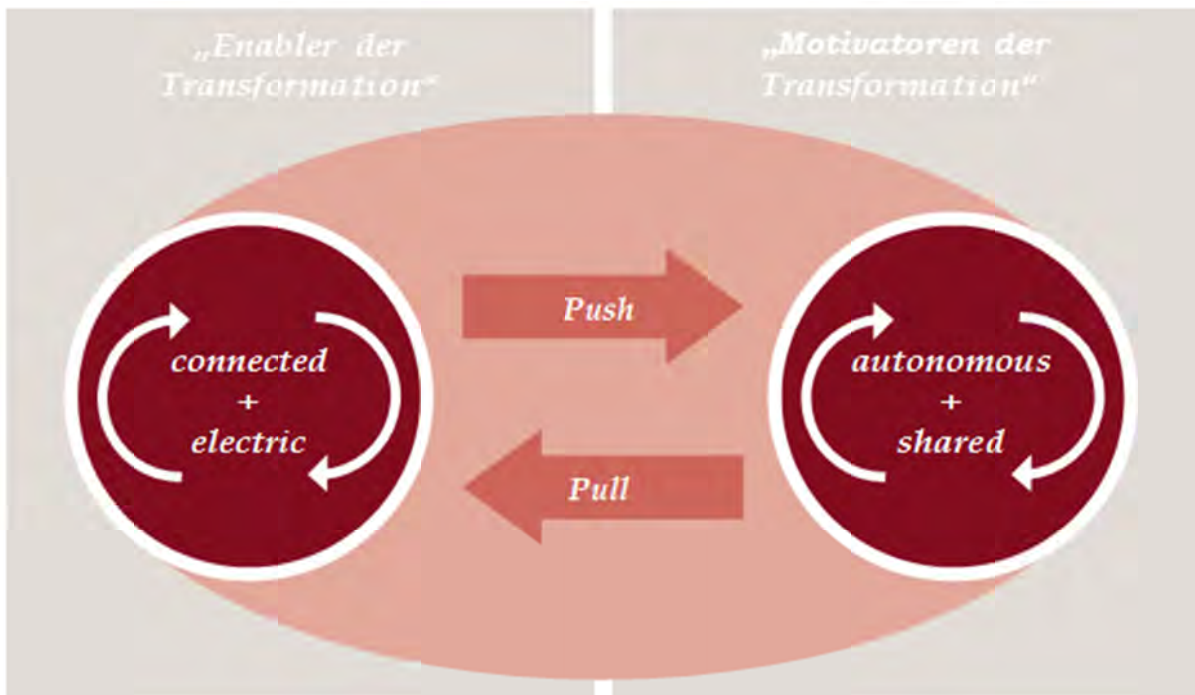 „Enabler der
Transformation“
„Motivatoren der
Transformation“
Push
connected
+
electric
autonomous
+
shared
Pull